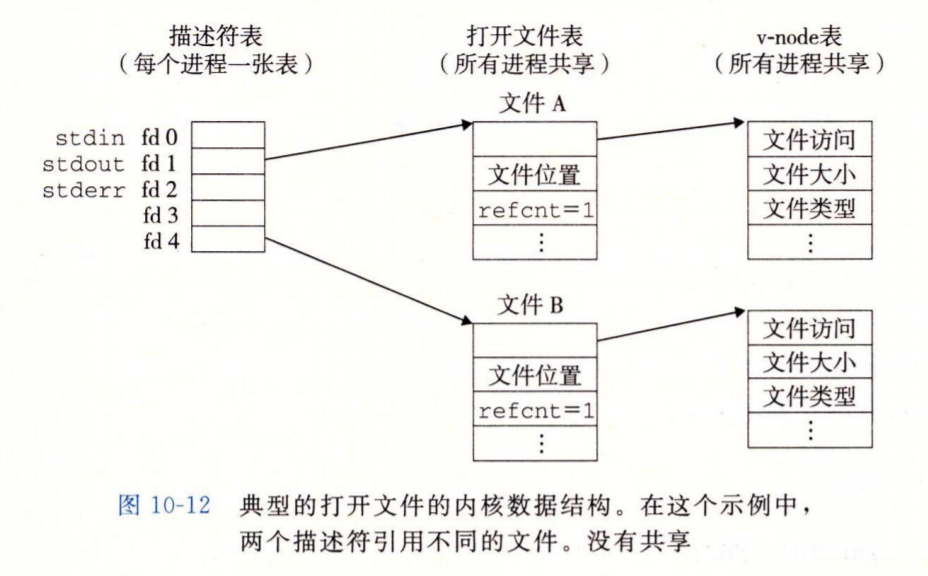 描述符表
（每个进程一张表）
打开文件表
（所有进程共享）
v-node表
（所有进程共享）
stdin fd 0
stdout fd 1
stderr fd 2
fd 3
fd 4
文件 A
文件位置
refcnt=1
⋮
文件访问
文件大小
文件类型
⋮
文件 B
文件位置
refcnt=1
⋮
文件访问
文件大小
文件类型
⋮
图 10-12 典型的打开文件的内核数据结构。在这个示例中，
两个描述符引用不同的文件。没有共享